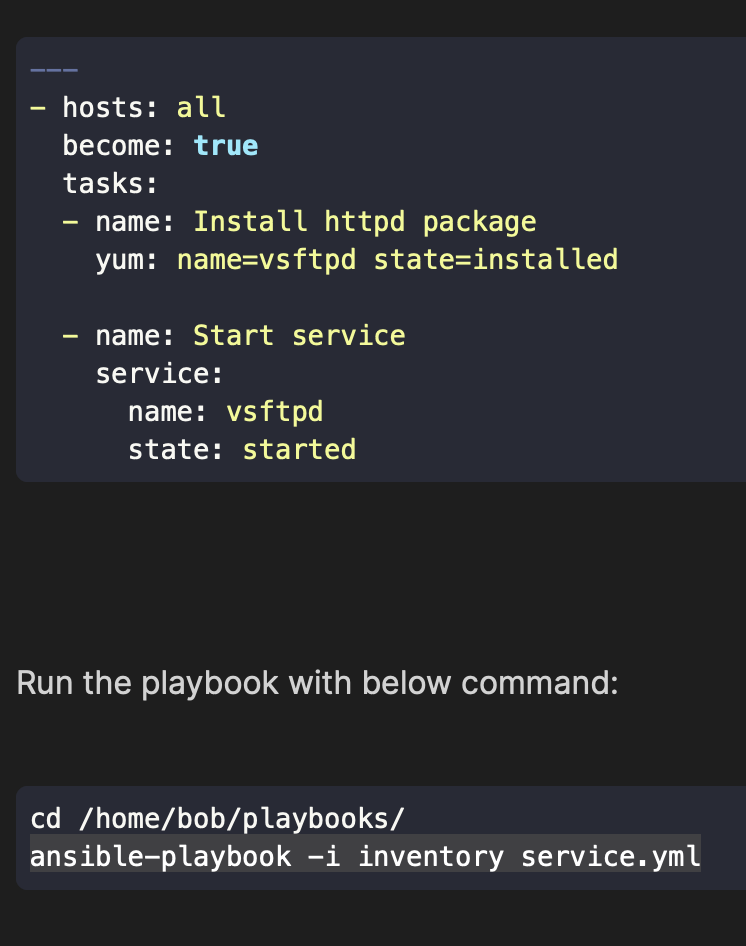 ---
- hosts: all
  become: true
  tasks:
  - name: Install httpd package
    yum: name=vsftpd state=installed

  - name: Start service
    service:
      name: vsftpd
      state: started
Run the playbook with below command:
cd /home/bob/playbooks/
ansible-playbook -i inventory service.yml